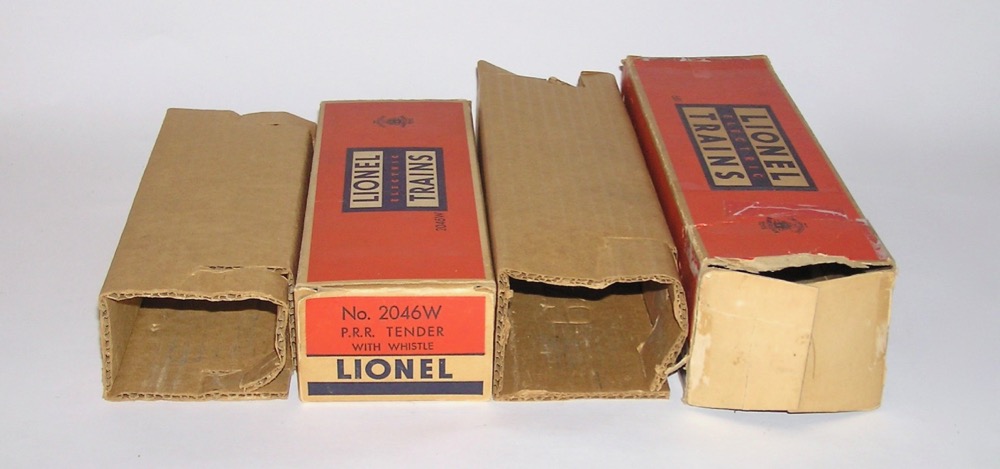 LIONEL
ELECTRIC
TRAINS
2046W
No. 2046W
P.R.R. TENDER
WITH WHISTLE
LIONEL
LIONEL
ELECTRIC
TRAINS